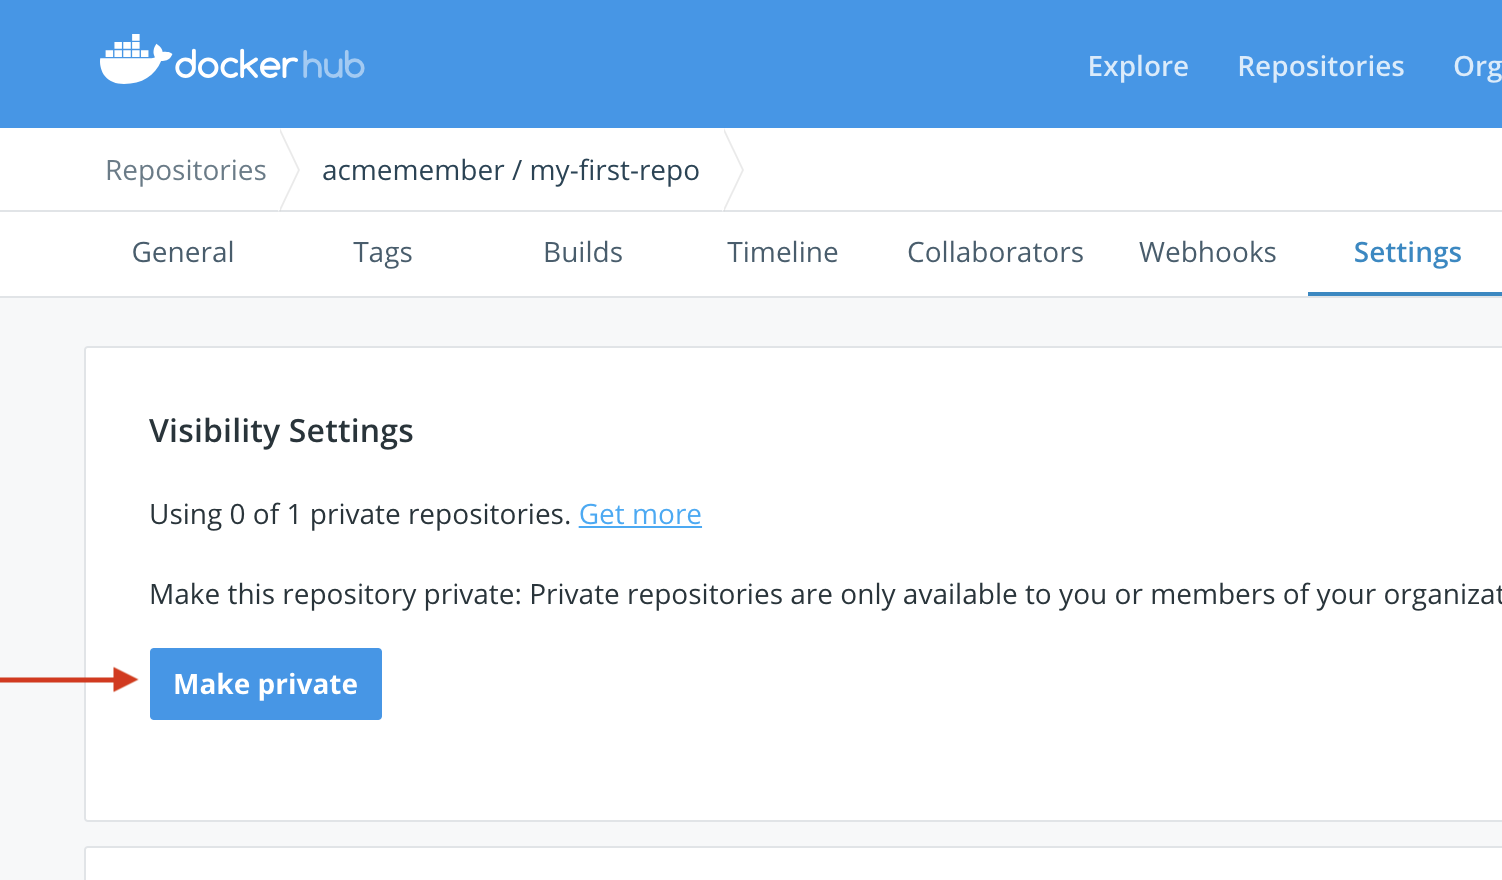 docker hub
Explore Repositories Org
Repositories acmemember / my-first-repo
General Tags Builds Timeline Collaborators Webhooks Settings
Visibility Settings
Using 0 of 1 private repositories. Get more
Make this repository private: Private repositories are only available to you or members of your organizat
Make private